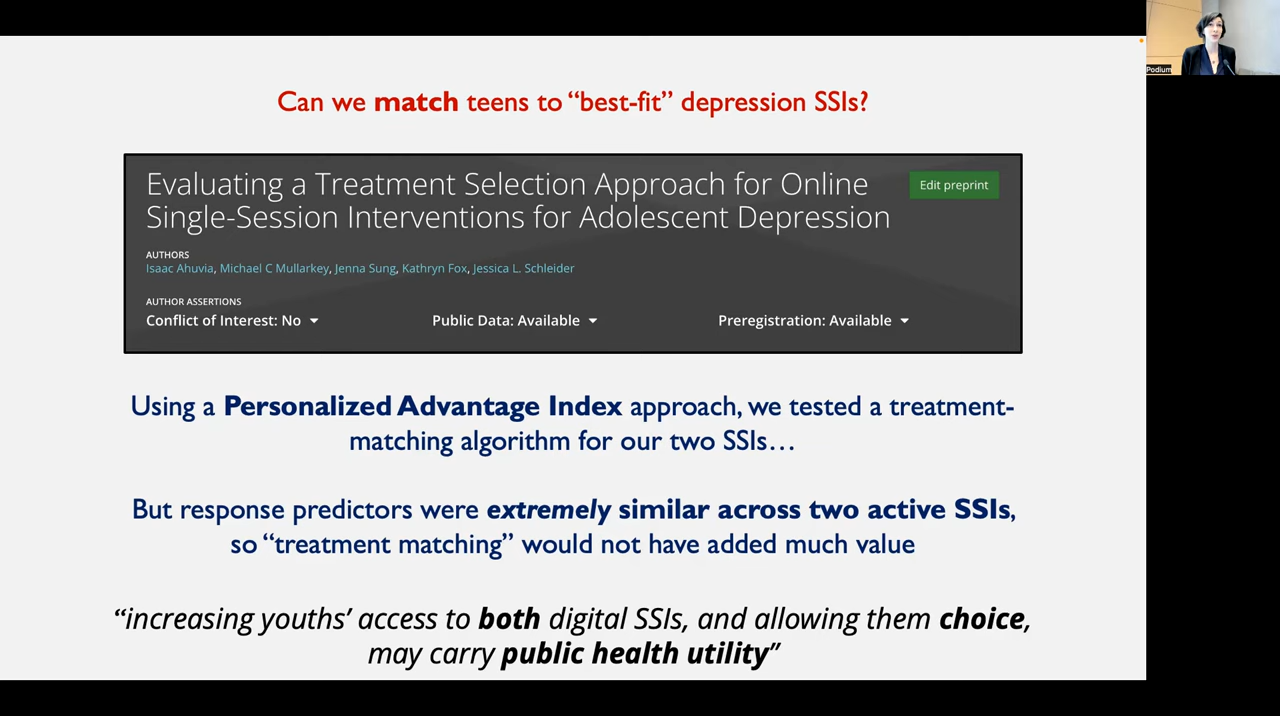 Can we match teens to “best-fit” depression SSIs?
Evaluating a Treatment Selection Approach for Online
Single-Session Interventions for Adolescent Depression
Edit preprint
AUTHORS
Isaac Ahuvia, Michael C Mullarkey, Jenna Sung, Kathryn Fox, Jessica L. Schleider
AUTHOR ASSERTIONS
Conflict of Interest: No
Public Data: Available
Preregistration: Available
Using a Personalized Advantage Index approach, we tested a treatment-
matching algorithm for our two SSIs…
But response predictors were extremely similar across two active SSIs,
so “treatment matching” would not have added much value
“increasing youths’ access to both digital SSIs, and allowing them choice,
may carry public health utility”
Podium